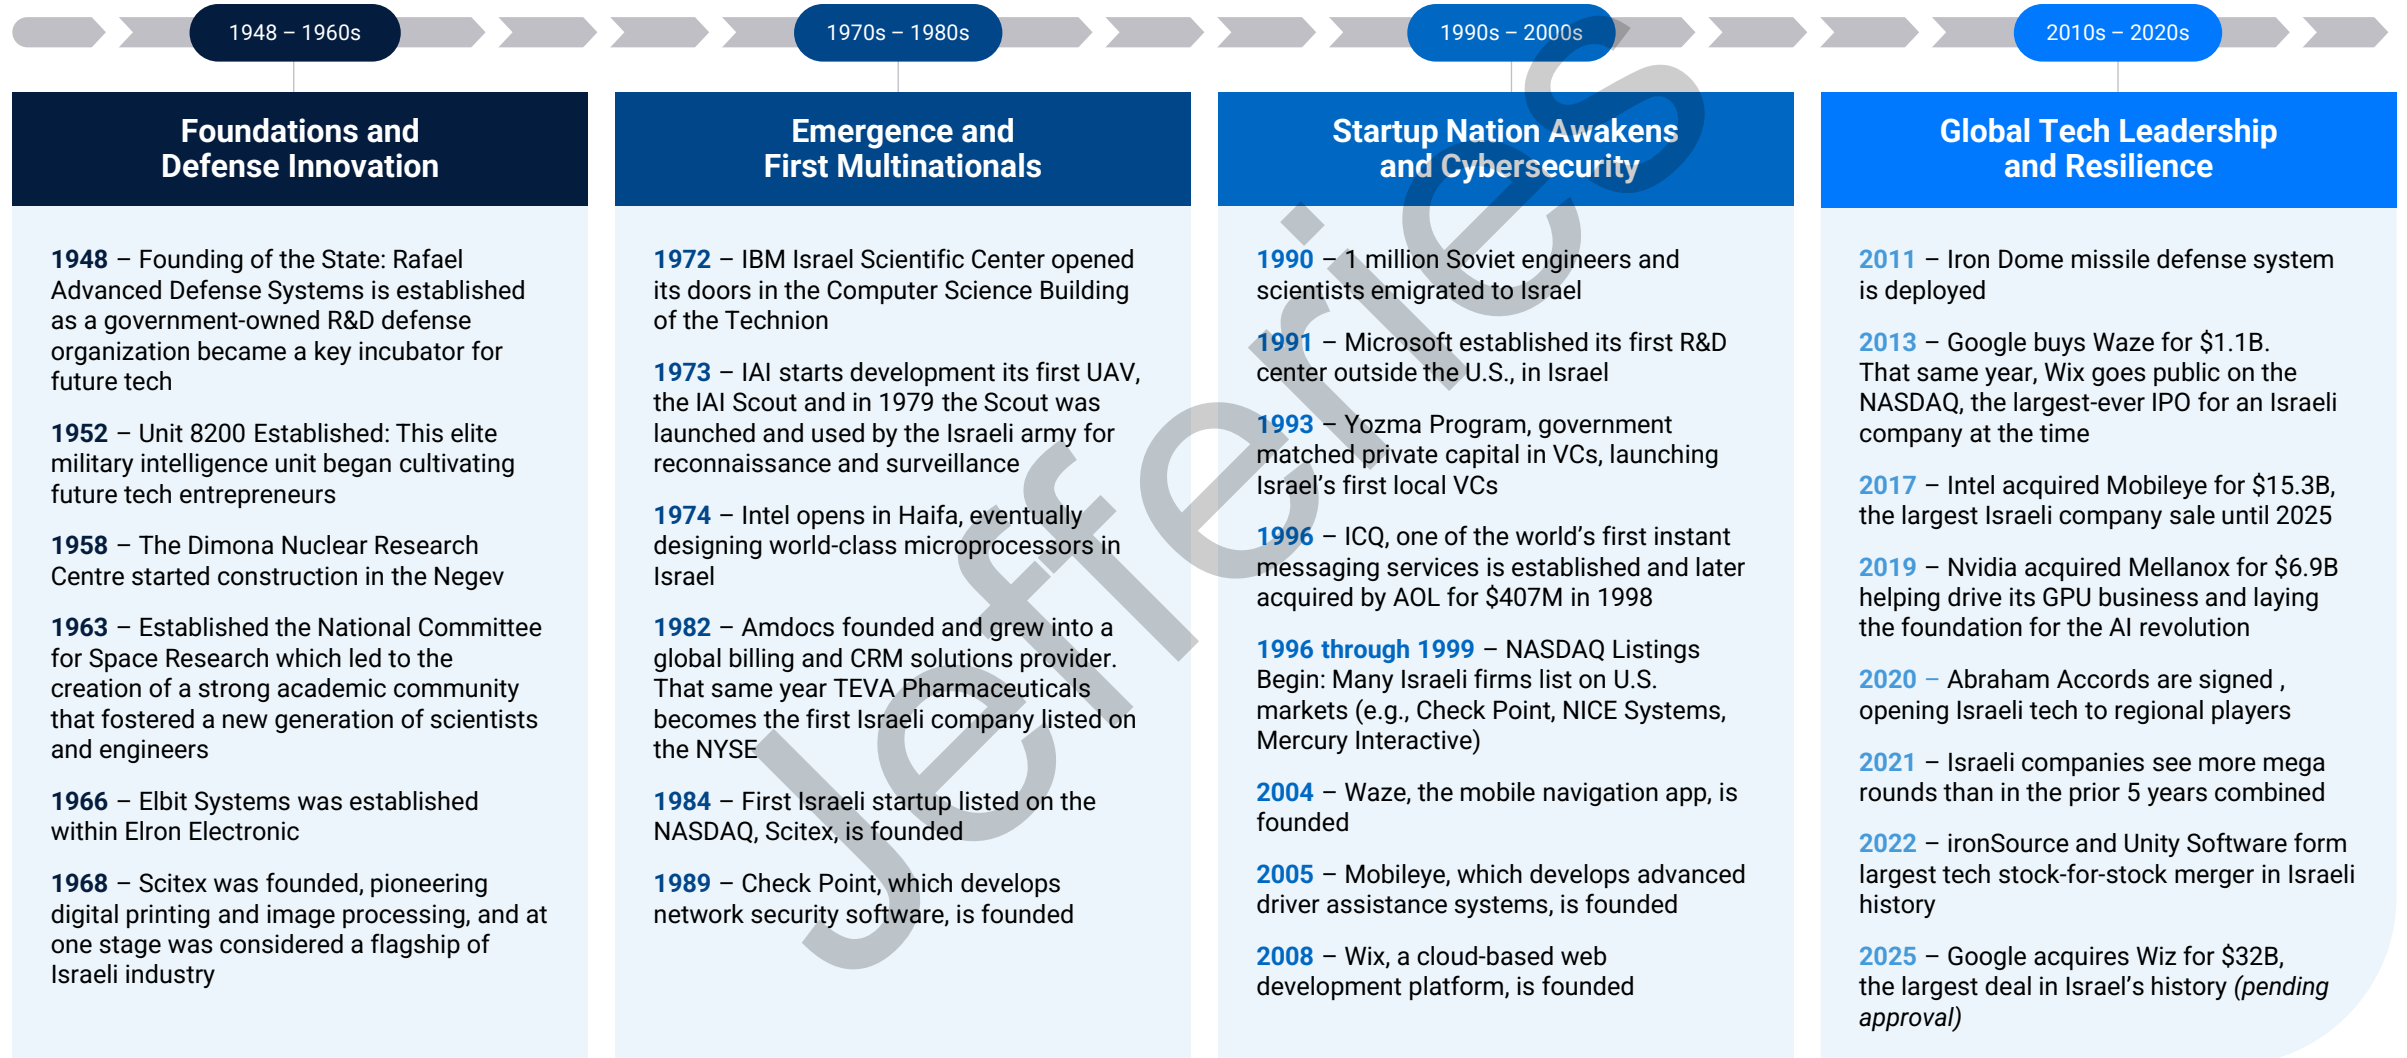 1948 – 1960s
Foundations and
Defense Innovation
1948 – Founding of the State: Rafael
Advanced Defense Systems is established
as a government-owned R&D defense
organization became a key incubator for
future tech
1952 – Unit 8200 Established: This elite
military intelligence unit began cultivating
future tech entrepreneurs
1958 – The Dimona Nuclear Research
Centre started construction in the Negev
1963 – Established the National Committee
for Space Research which led to the
creation of a strong academic community
that fostered a new generation of scientists
and engineers
1966 – Elbit Systems was established
within Elron Electronic
1968 – Scitex was founded, pioneering
digital printing and image processing, and at
one stage was considered a flagship of
Israeli industry
1970s – 1980s
Emergence and
First Multinationals
1972 – IBM Israel Scientific Center opened
its doors in the Computer Science Building
of the Technion
1973 – IAI starts development its first UAV,
the IAI Scout and in 1979 the Scout was
launched and used by the Israeli army for
reconnaissance and surveillance
1974 – Intel opens in Haifa, eventually
designing world-class microprocessors in
Israel
1982 – Amdocs founded and grew into a
global billing and CRM solutions provider.
That same year TEVA Pharmaceuticals
becomes the first Israeli company listed on
the NYSE
1984 – First Israeli startup listed on the
NASDAQ, Scitex, is founded
1989 – Check Point, which develops
network security software, is founded
1990s – 2000s
Startup Nation Awakens
and Cybersecurity
1990 – 1 million Soviet engineers and
scientists emigrated to Israel
1991 – Microsoft established its first R&D
center outside the U.S., in Israel
1993 – Yozma Program, government
matched private capital in VCs, launching
Israel's first local VCs
1996 – ICQ, one of the world's first instant
messaging services is established and later
acquired by AOL for $407M in 1998
1996 through 1999 – NASDAQ Listings
Begin: Many Israeli firms list on U.S.
markets (e.g., Check Point, NICE Systems,
Mercury Interactive)
2004 – Waze, the mobile navigation app, is
founded
2005 – Mobileye, which develops advanced
driver assistance systems, is founded
2008 – Wix, a cloud-based web
development platform, is founded
2010s – 2020s
Global Tech Leadership
and Resilience
2011 – Iron Dome missile defense system
is deployed
2013 – Google buys Waze for $1.1B.
That same year, Wix goes public on the
NASDAQ, the largest-ever IPO for an Israeli
company at the time
2017 – Intel acquired Mobileye for $15.3B,
the largest Israeli company sale until 2025
2019 – Nvidia acquired Mellanox for $6.9B
helping drive its GPU business and laying
the foundation for the AI revolution
2020 – Abraham Accords are signed ,
opening Israeli tech to regional players
2021 – Israeli companies see more mega
rounds than in the prior 5 years combined
2022 – ironSource and Unity Software form
largest tech stock-for-stock merger in Israeli
history
2025 – Google acquires Wiz for $32B,
the largest deal in Israel's history (pending
approval)
Jefferies